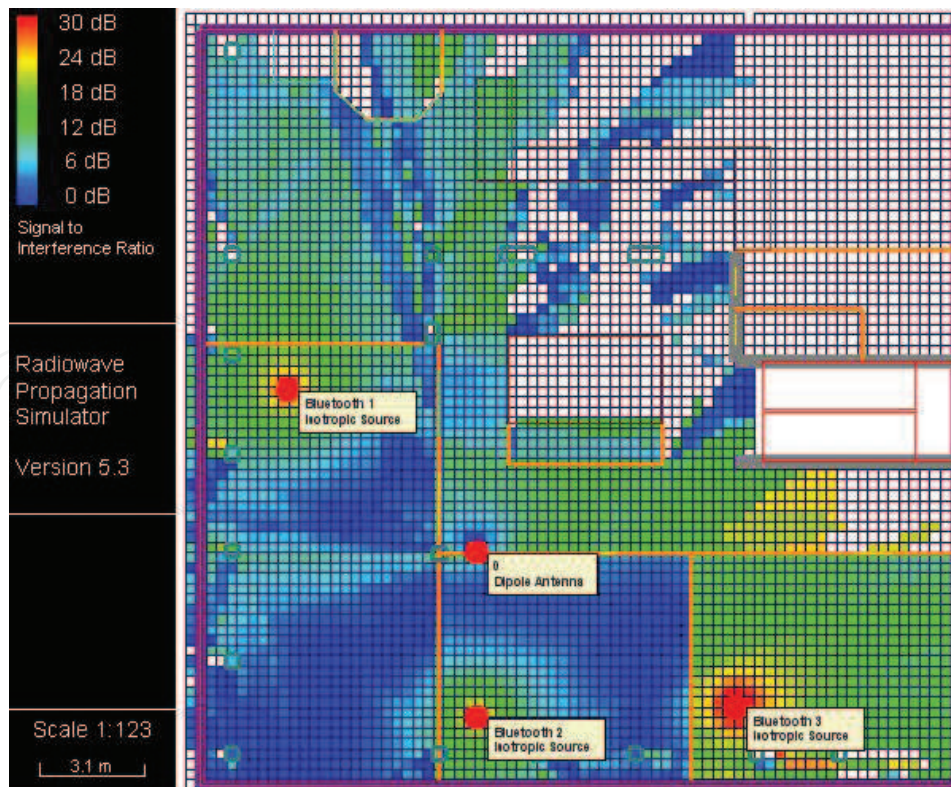 30 dB
24 dB
18 dB
12 dB
6 dB
0 dB
Signal to
Interference Ratio
Radiowave
Propagation
Simulator
Version 5.3
Scale 1:123
3.1 m
Bluetooth 1
Isotropic Source
0
Dipole Antenna
Bluetooth 2
Isotropic Source
Bluetooth 3
Isotropic Source